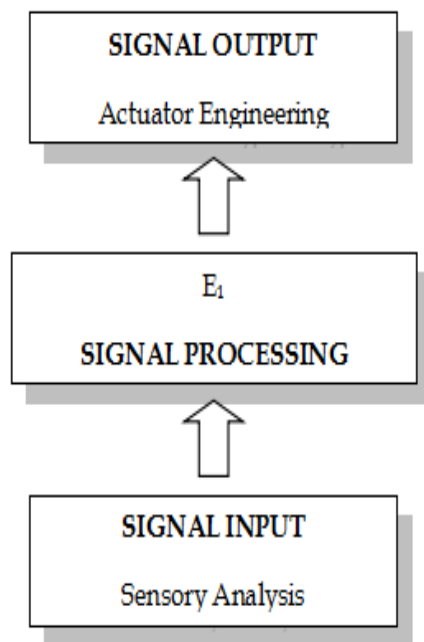 SIGNAL OUTPUT
Actuator Engineering
E₁
SIGNAL PROCESSING
SIGNAL INPUT
Sensory Analysis